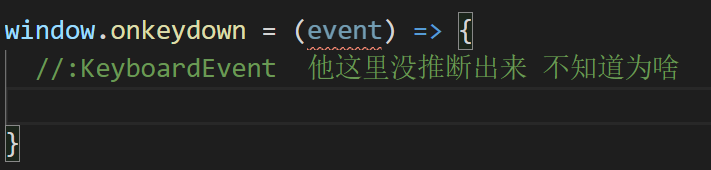 window.onkeydown = (event) => {
//:KeyboardEvent  他这里没推断出来 不知道为啥
}